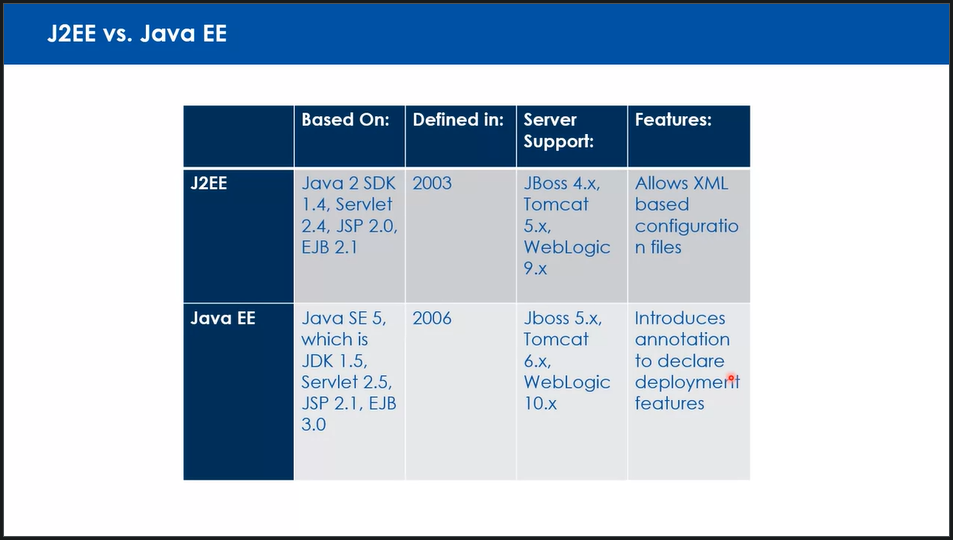 J2EE vs. Java EE
Based On:
Defined in:
Server
Support:
Features:
J2EE
Java 2 SDK
1.4, Servlet
2.4, JSP 2.0,
EJB 2.1
2003
JBoss 4.x,
Tomcat
5.x,
WebLogic
9.x
Allows XML
based
configuratio
n files
Java EE
Java SE 5,
which is
JDK 1.5,
Servlet 2.5,
JSP 2.1, EJB
3.0
2006
Jboss 5.x,
Tomcat
6.x,
WebLogic
10.x
Introduces
annotation
to declare
deployment
features